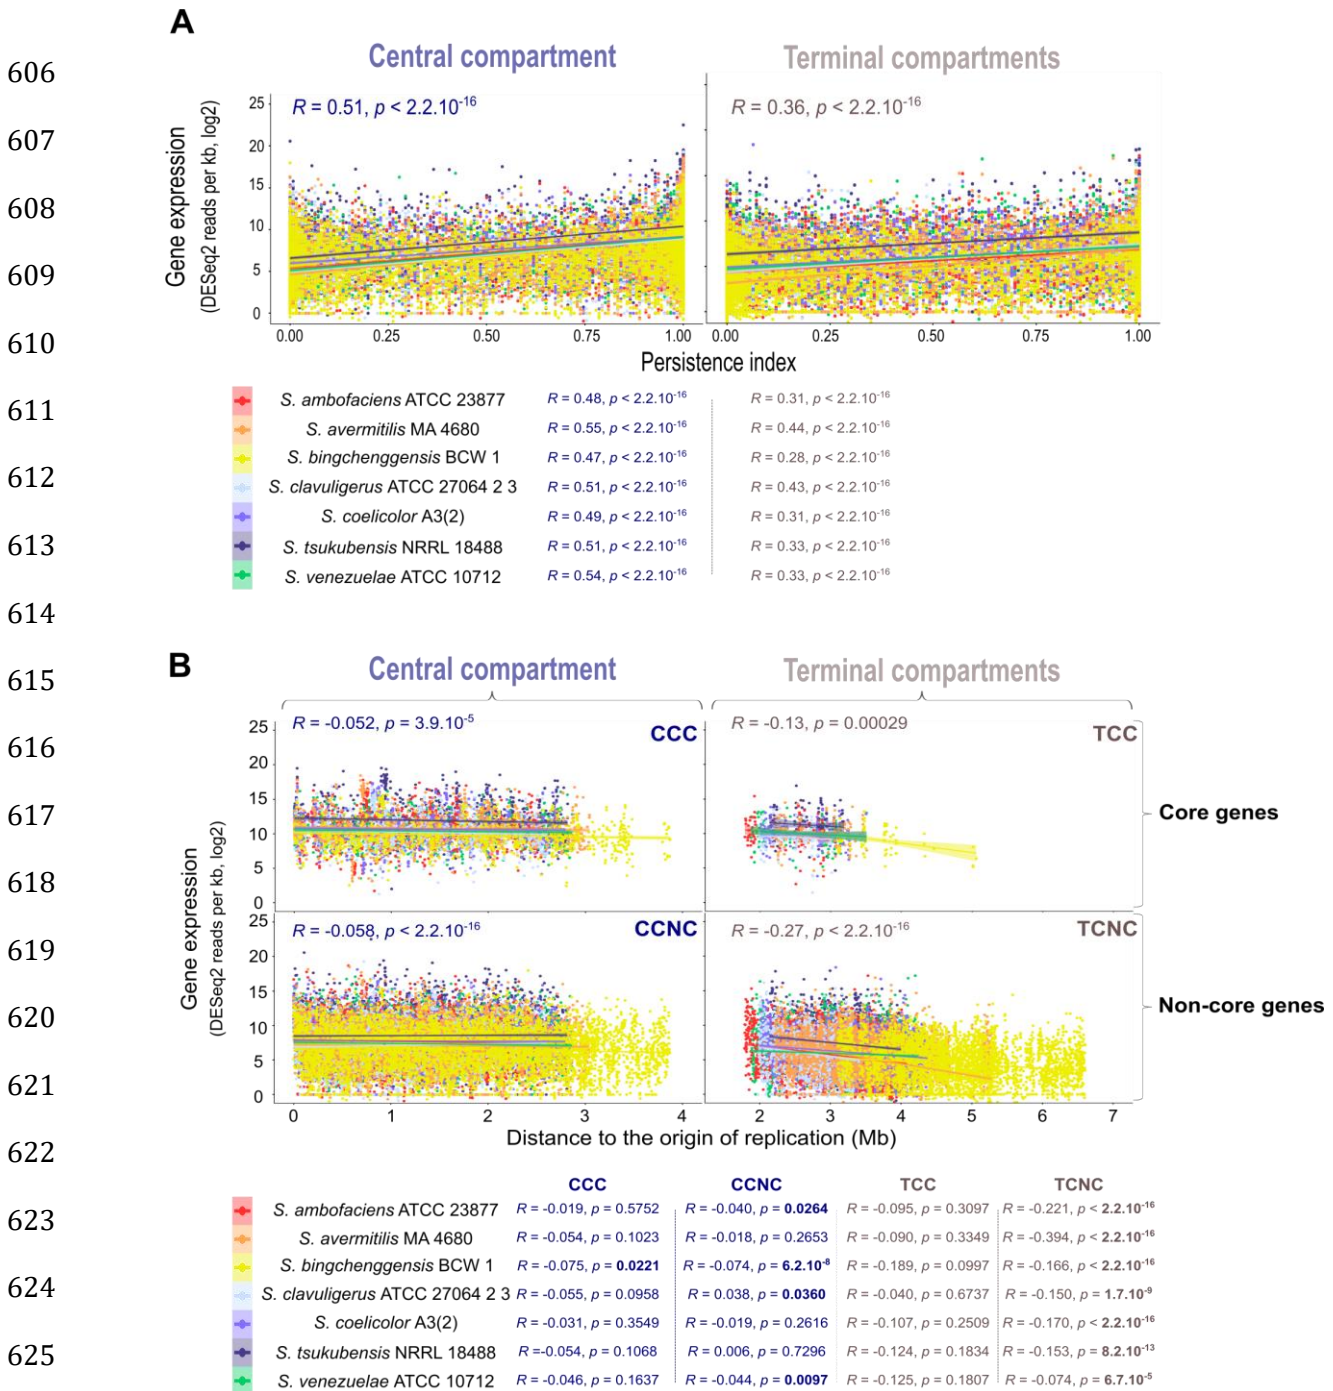 A
Central compartment Terminal compartments
606
607
608
609
610
611
612
613
614
615
616
617
618
619
620
621
622
623
624
625
Gene expression
(DESeq2 reads per kb, log2)
25
20
15
10
5
0
R = 0.51, p < 2.2.10-16
R = 0.36, p < 2.2.10-16
0.00 0.25 0.50 0.75 1.00
0.00 0.25 0.50 0.75 1.00
Persistence index
S. ambofaciens ATCC 23877 R = 0.48, p < 2.2.10-16 R = 0.31, p < 2.2.10-16
S. avermitilis MA 4680 R = 0.55, p < 2.2.10-16 R = 0.44, p < 2.2.10-16
S. bingchenggensis BCW 1 R = 0.47, p < 2.2.10-16 R = 0.28, p < 2.2.10-16
S. clavuligerus ATCC 27064 2 3 R = 0.51, p < 2.2.10-16 R = 0.43, p < 2.2.10-16
S. coelicolor A3(2) R = 0.49, p < 2.2.10-16 R = 0.31, p < 2.2.10-16
S. tsukubensis NRRL 18488 R = 0.51, p < 2.2.10-16 R = 0.33, p < 2.2.10-16
S. venezuelae ATCC 10712 R = 0.54, p < 2.2.10-16 R = 0.33, p < 2.2.10-16
B
Central compartment Terminal compartments
Gene expression
(DESeq2 reads per kb, log2)
25
20
15
10
5
0
R = -0.052, p = 3.9.10-5
CCC
R = -0.13, p = 0.00029
TCC
Core genes
25
20
15
10
5
0
R = -0.058, p < 2.2.10-16
CCNC
R = -0.27, p < 2.2.10-16
TCNC
Non-core genes
0 1 2 3 4
2 3 4 5 6 7
Distance to the origin of replication (Mb)
CCC CCNC TCC TCNC
S. ambofaciens ATCC 23877 R = -0.019, p = 0.5752 R = -0.040, p = 0.0264 R = -0.095, p = 0.3097 R = -0.221, p < 2.2.10-16
S. avermitilis MA 4680 R = -0.054, p = 0.1023 R = -0.018, p = 0.2653 R = -0.090, p = 0.3349 R = -0.394, p < 2.2.10-16
S. bingchenggensis BCW 1 R = -0.075, p = 0.0221 R = -0.074, p = 6.2.10-8 R = -0.189, p = 0.0997 R = -0.166, p < 2.2.10-16
S. clavuligerus ATCC 27064 2 3 R = -0.055, p = 0.0958 R = 0.038, p = 0.0360 R = -0.040, p = 0.6737 R = -0.150, p = 1.7.10-9
S. coelicolor A3(2) R = -0.031, p = 0.3549 R = -0.019, p = 0.2616 R = -0.107, p = 0.2509 R = -0.170, p < 2.2.10-16
S. tsukubensis NRRL 18488 R =-0.054, p = 0.1068 R = 0.006, p = 0.7296 R = -0.124, p = 0.1834 R = -0.153, p = 8.2.10-13
S. venezuelae ATCC 10712 R = -0.046, p = 0.1637 R = -0.044, p = 0.0097 R = -0.125, p = 0.1807 R = -0.074, p = 6.7.10-5